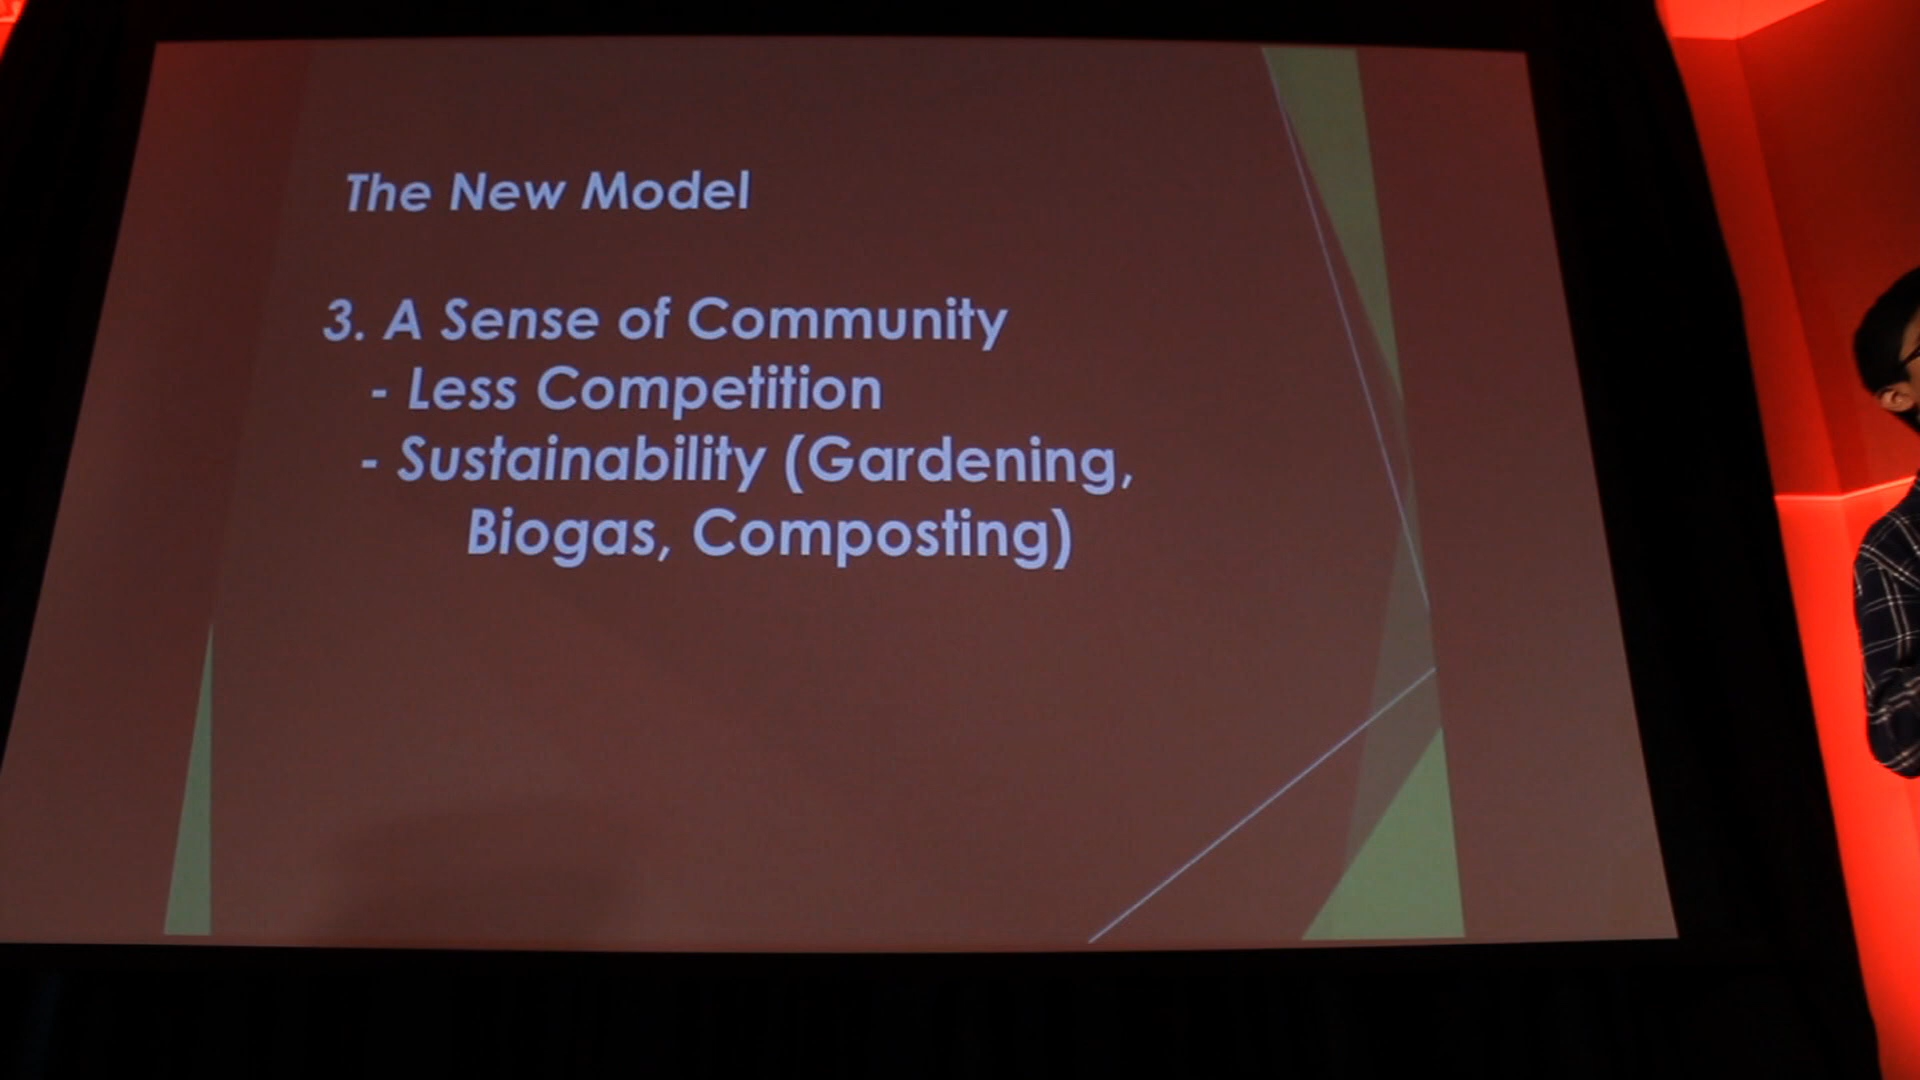 The New Model
3. A Sense of Community
- Less Competition
- Sustainability (Gardening,
Biogas, Composting)